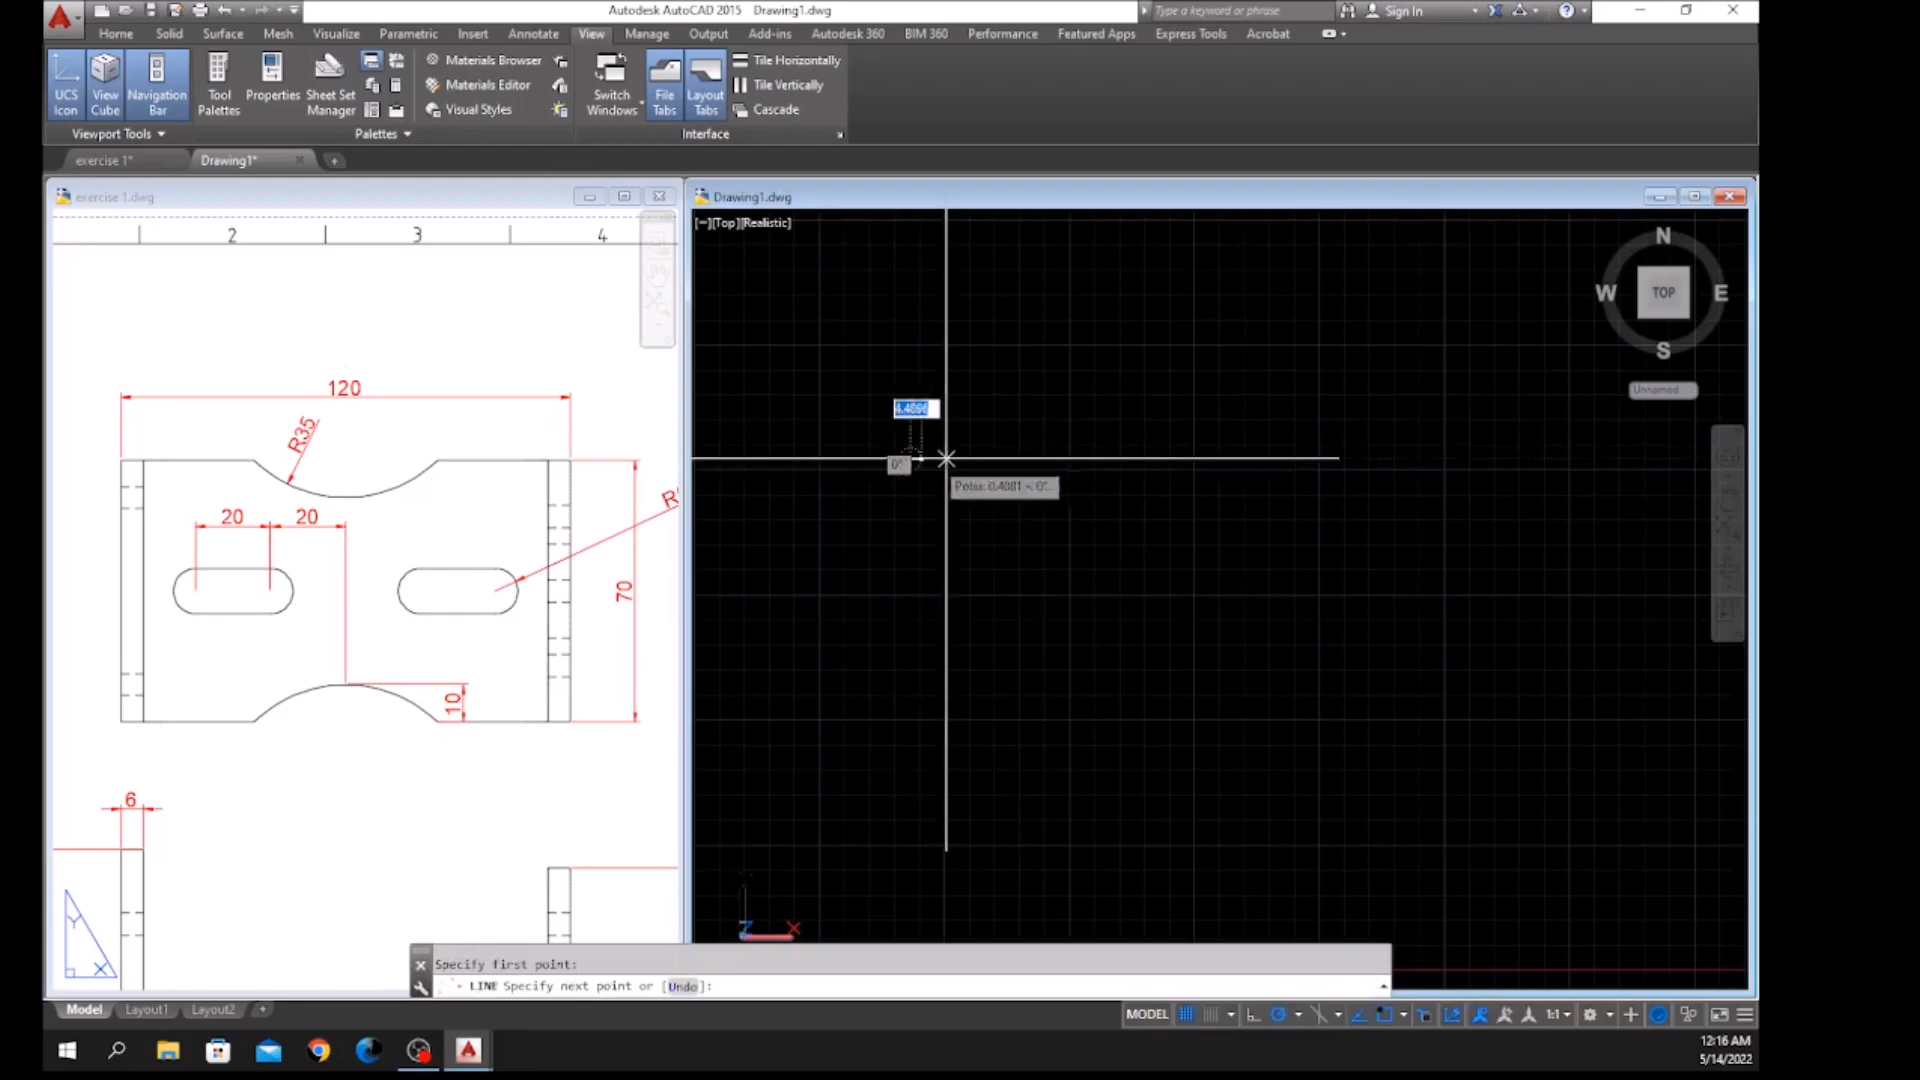 Autodesk AutoCAD 2015 Drawing1.dwg
Type a keyword or phrase
Sign In
Home Solid Surface Mesh Visualize Parametric Insert Annotate View Manage Output Add-ins Autodesk 360 BIM 360 Performance Featured Apps Express Tools Acrobat
UCS Icon
View Cube
Navigation Bar
Tool Palettes
Properties
Sheet Set Manager
Materials Browser
Materials Editor
Visual Styles
Switch Windows
File Tabs
Layout Tabs
Tile Horizontally
Tile Vertically
Cascade
Viewport Tools
Palettes
Interface
exercise 1*
Drawing1*
exercise 1.dwg
2 3 4
120
R35
20 20
R
70
10
6
Y
X
Drawing1.dwg
[−][Top][Realistic]
N
W TOP E
S
Unnamed
0°
X
Specify first point:
LINE Specify next point or [Undo]:
Model Layout1 Layout2
MODEL
1:1
12:16 AM
5/14/2022